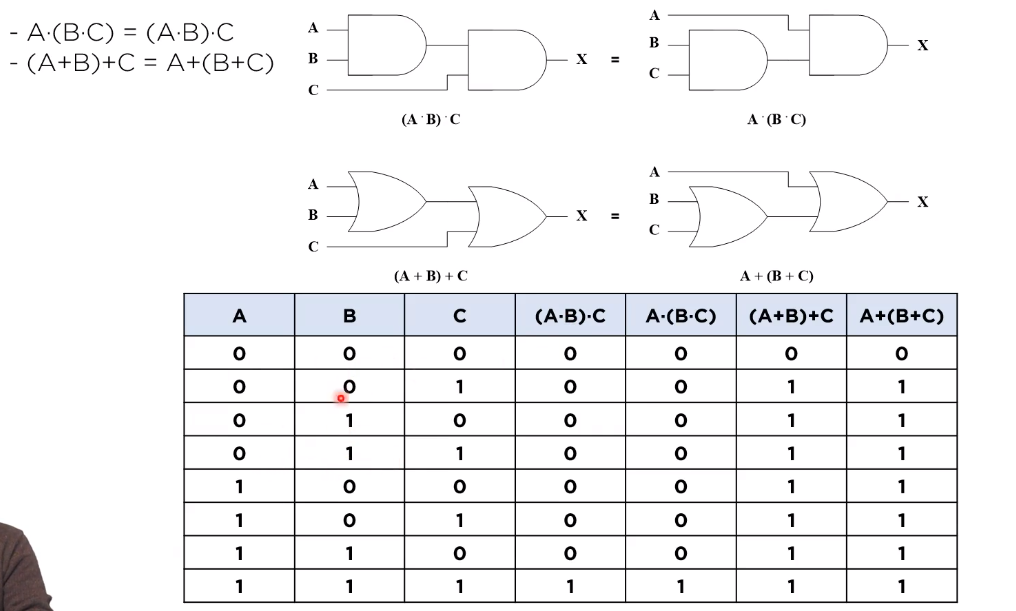 - A·(B·C) = (A·B)·C
- (A+B)+C = A+(B+C)
A
B
C
X
=
A
B
C
X
(A · B) · C
A · (B · C)
A
B
C
X
=
A
B
C
X
(A + B) + C
A + (B + C)
A B C (A·B)·C A·(B·C) (A+B)+C A+(B+C)
0 0 0 0 0 0 0
0 0 1 0 0 1 1
0 1 0 0 0 1 1
0 1 1 0 0 1 1
1 0 0 0 0 1 1
1 0 1 0 0 1 1
1 1 0 0 0 1 1
1 1 1 1 1 1 1